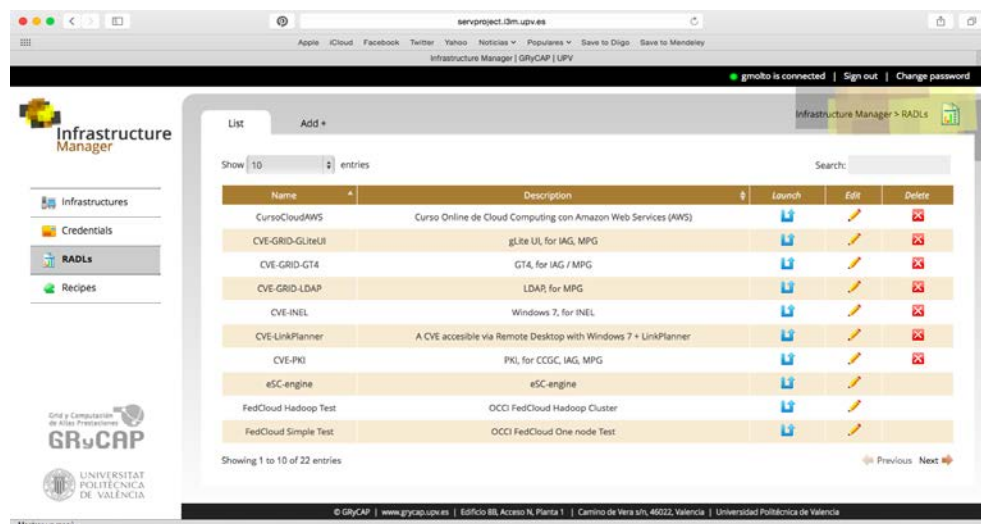 servproject.i3m.upv.es
Apple iCloud Facebook Twitter Yahoo Noticias Populares Save to Diigo Save to Mendeley
Infrastructure Manager | GRyCAP | UPV
gmolto is connected | Sign out | Change password
Infrastructure Manager
List Add +
Infrastructure Manager > RADLs
Show 10 entries
Search:
Infrastructures
Credentials
RADLs
Recipes
Name Description Launch Edit Delete
CursoCloudAWS Curso Online de Cloud Computing con Amazon Web Services (AWS)
CVE-GRID-GLiteUI gLite UI, for IAG, MPG
CVE-GRID-GT4 GT4, for IAG / MPG
CVE-GRID-LDAP LDAP, for MPG
CVE-INEL Windows 7, for INEL
CVE-LinkPlanner A CVE accesible via Remote Desktop with Windows 7 + LinkPlanner
CVE-PKI PKI, for CCGC, IAG, MPG
eSC-engine eSC-engine
FedCloud Hadoop Test OCCI FedCloud Hadoop Cluster
FedCloud Simple Test OCCI FedCloud One node Test
Showing 1 to 10 of 22 entries
Previous Next
Grid y Computación
de Altas Prestaciones
GRyCAP
UNIVERSITAT
POLITÈCNICA
DE VALÈNCIA
© GRyCAP | www.grycap.upv.es | Edificio 8B, Acceso N, Planta 1 | Camino de Vera s/n, 46022, Valencia | Universidad Politécnica de Valencia